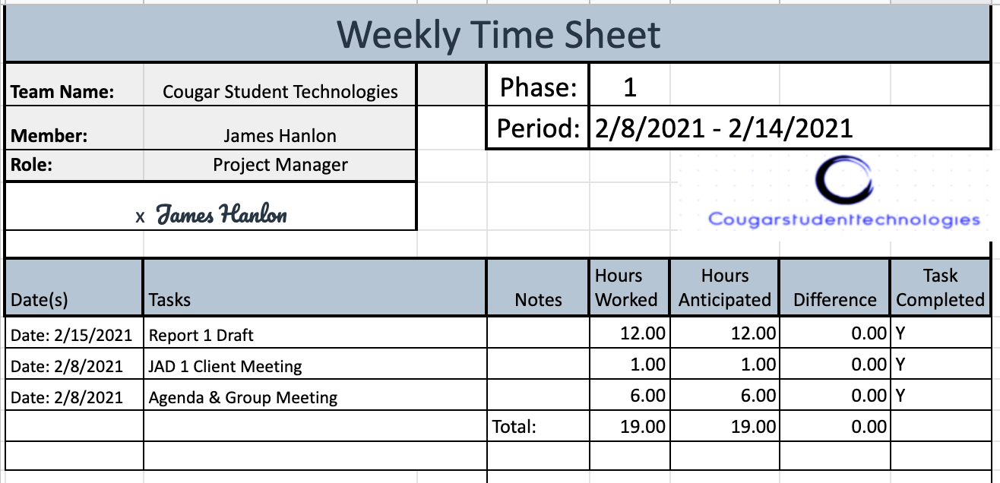 Weekly Time Sheet
Team Name: Cougar Student Technologies Phase: 1
Member: James Hanlon Period: 2/8/2021 - 2/14/2021
Role: Project Manager
x James Hanlon
Cougarstudenttechnologies
Date(s) Tasks Notes Hours Worked Hours Anticipated Difference Task Completed
Date: 2/15/2021 Report 1 Draft 12.00 12.00 0.00 Y
Date: 2/8/2021 JAD 1 Client Meeting 1.00 1.00 0.00 Y
Date: 2/8/2021 Agenda & Group Meeting 6.00 6.00 0.00 Y
Total: 19.00 19.00 0.00